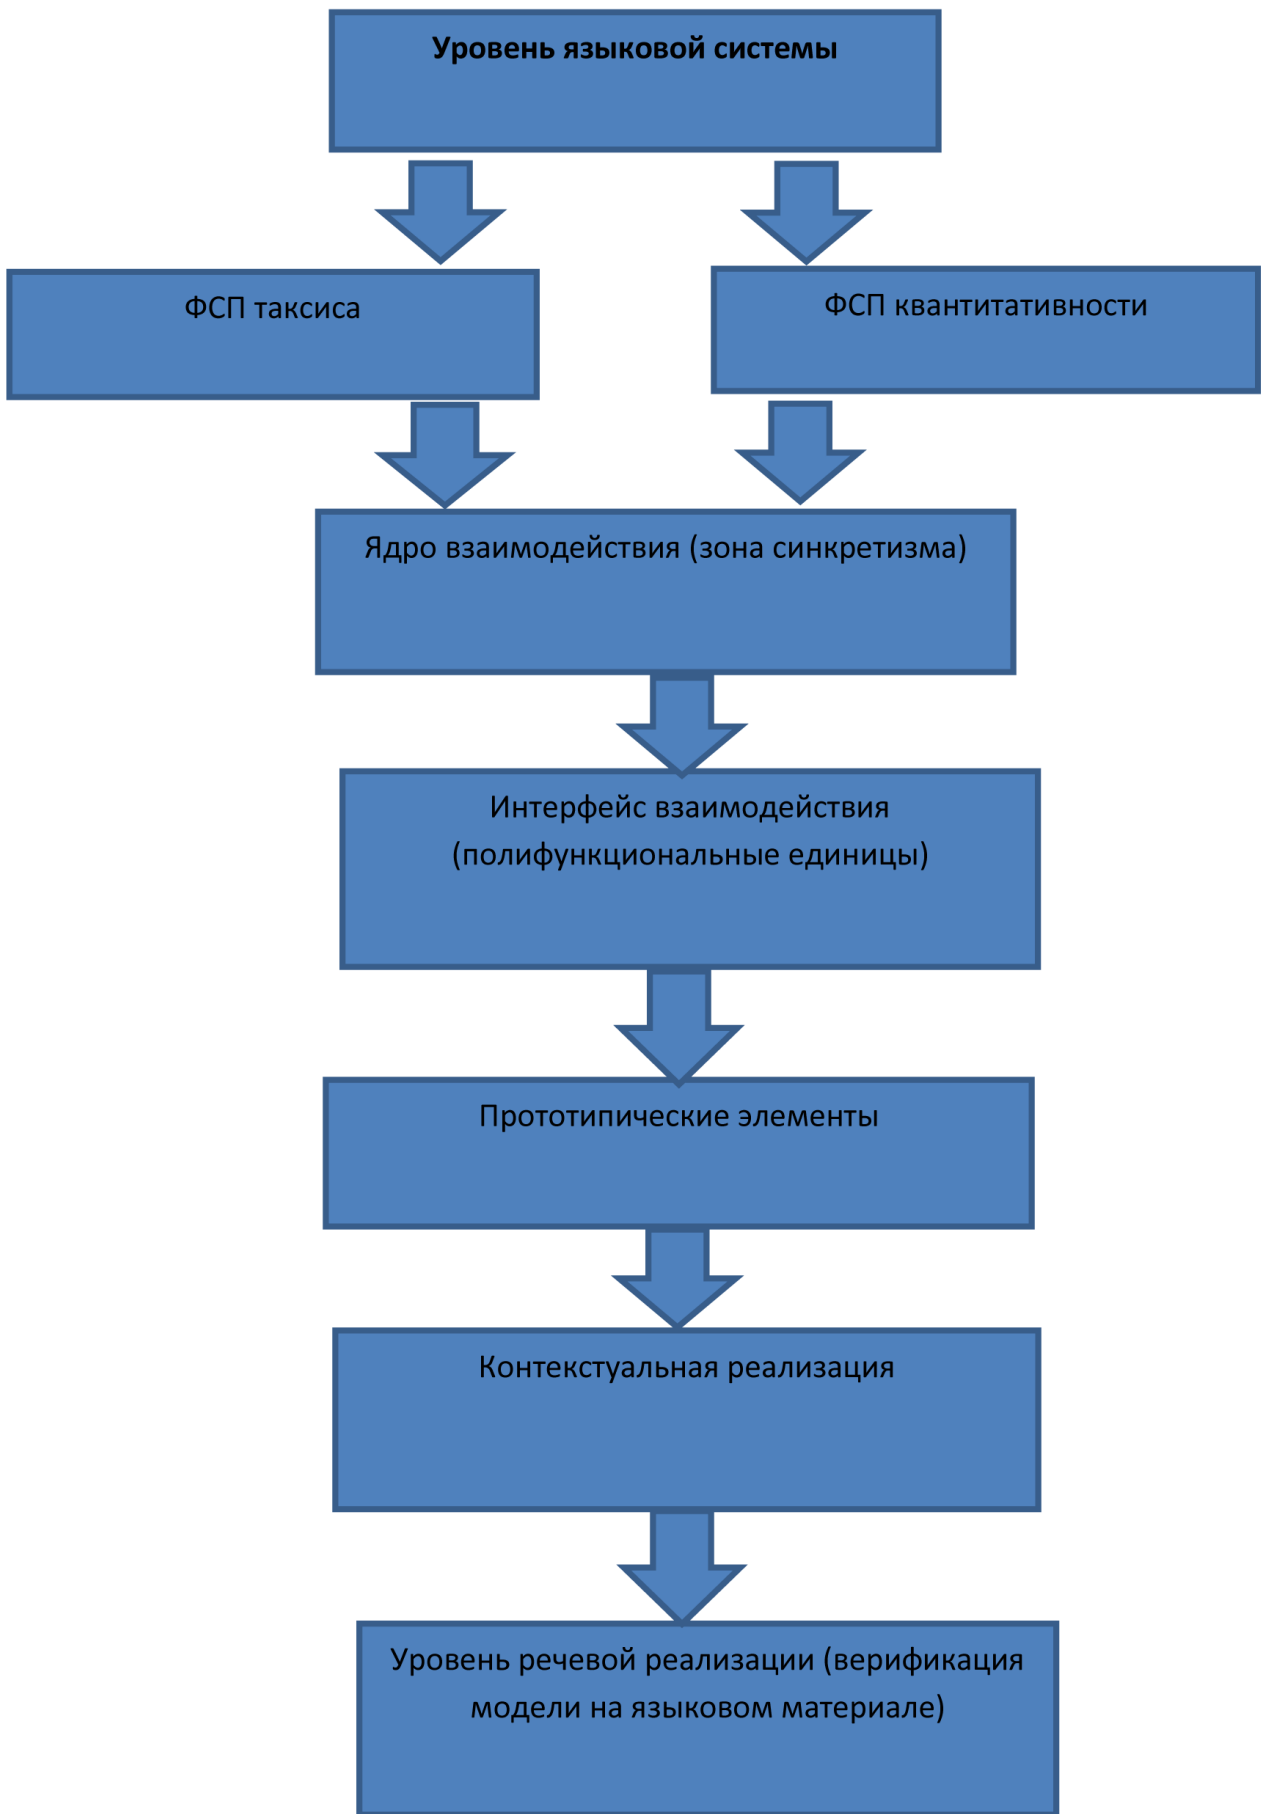 Уровень языковой системы
ФСП таксиса
ФСП квантитативности
Ядро взаимодействия (зона синкретизма)
Интерфейс взаимодействия
(полифункциональные единицы)
Прототипические элементы
Контекстуальная реализация
Уровень речевой реализации (верификация
модели на языковом материале)